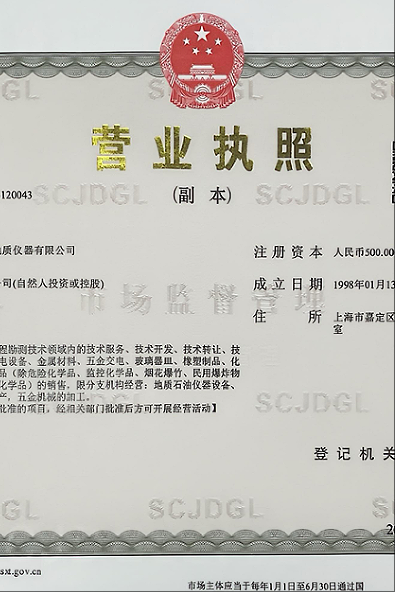 SCJDGL SCJDGL
营业执照
(副本)
120043
SCJDGL SCJDGL
质仪器有限公司
注册资本 人民币500.00
司(自然人投资或控股)
成立日期 1998年01月13
市场监督管理
住所 上海市嘉定区
室
程勘测技术领域内的技术服务、技术开发、技术转让、技
电设备、金属材料、五金交电、玻璃器皿、橡塑制品、化
品(除危险化学品、监控化学品、烟花爆竹、民用爆炸物
化学品)的销售。限分支机构经营:地质石油仪器设备、
产,五金机械的加工。
批准的项目,经相关部门批准后方可开展经营活动】
SCJDGL SCJDGL
登记机关
SCJDGL SCJDGL
20
sxt.gov.cn
市场主体应当于每年1月1日至6月30日通过国